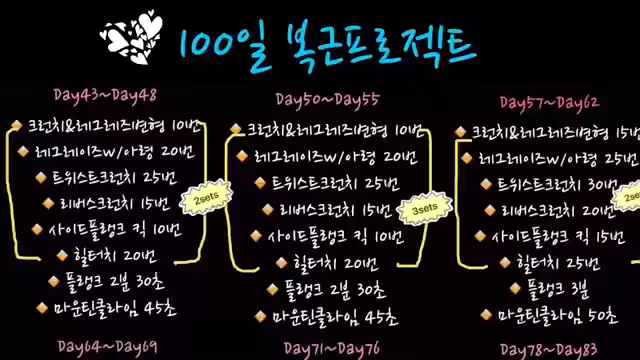 100일 복근프로젝트
Day43~Day48
크런치&레그레즈변형 10번
레그레이즈w/아령 20번
트위스트크런치 25번
리버스크런치 15번
사이드플랭크 킥 10번
힐터치 20번
플랭크 2분 30초
마운틴클라임 45초
2sets
Day50~Day55
크런치&레그레즈변형 10번
레그레이즈w/아령 20번
트위스트크런치 25번
리버스크런치 15번
사이드플랭크 킥 10번
힐터치 20번
플랭크 2분 30초
마운틴클라임 45초
3sets
Day57~Day62
크런치&레그레즈변형 15번
레그레이즈w/아령 25번
트위스트크런치 30번
리버스크런치 20번
사이드플랭크 킥 15번
힐터치 25번
플랭크 3분
마운틴클라임 50초
Day64~Day69
Day71~Day76
Day78~Day83